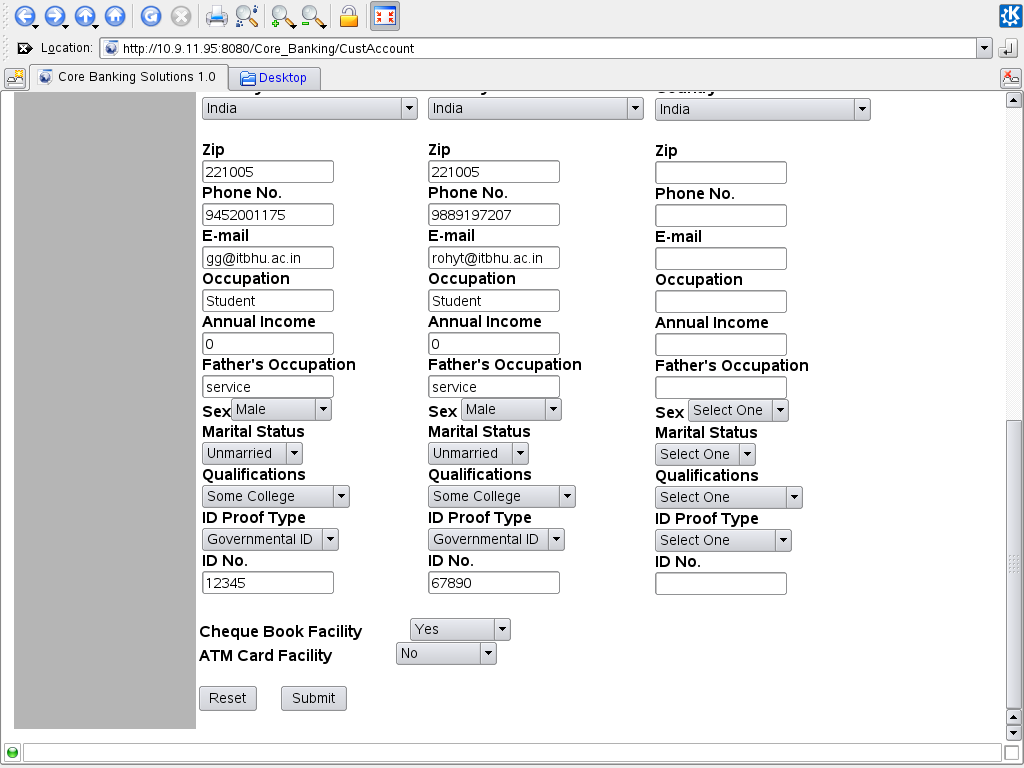 Location: http://10.9.11.95:8080/Core_Banking/CustAccount
Core Banking Solutions 1.0 Desktop
India India India
Zip Zip Zip
221005 221005
Phone No. Phone No. Phone No.
9452001175 9889197207
E-mail E-mail E-mail
gg@itbhu.ac.in rohyt@itbhu.ac.in
Occupation Occupation Occupation
Student Student
Annual Income Annual Income Annual Income
0 0
Father's Occupation Father's Occupation Father's Occupation
service service
Sex Male Sex Male Sex Select One
Marital Status Marital Status Marital Status
Unmarried Unmarried Select One
Qualifications Qualifications Qualifications
Some College Some College Select One
ID Proof Type ID Proof Type ID Proof Type
Governmental ID Governmental ID Select One
ID No. ID No. ID No.
12345 67890
Cheque Book Facility Yes
ATM Card Facility No
Reset Submit